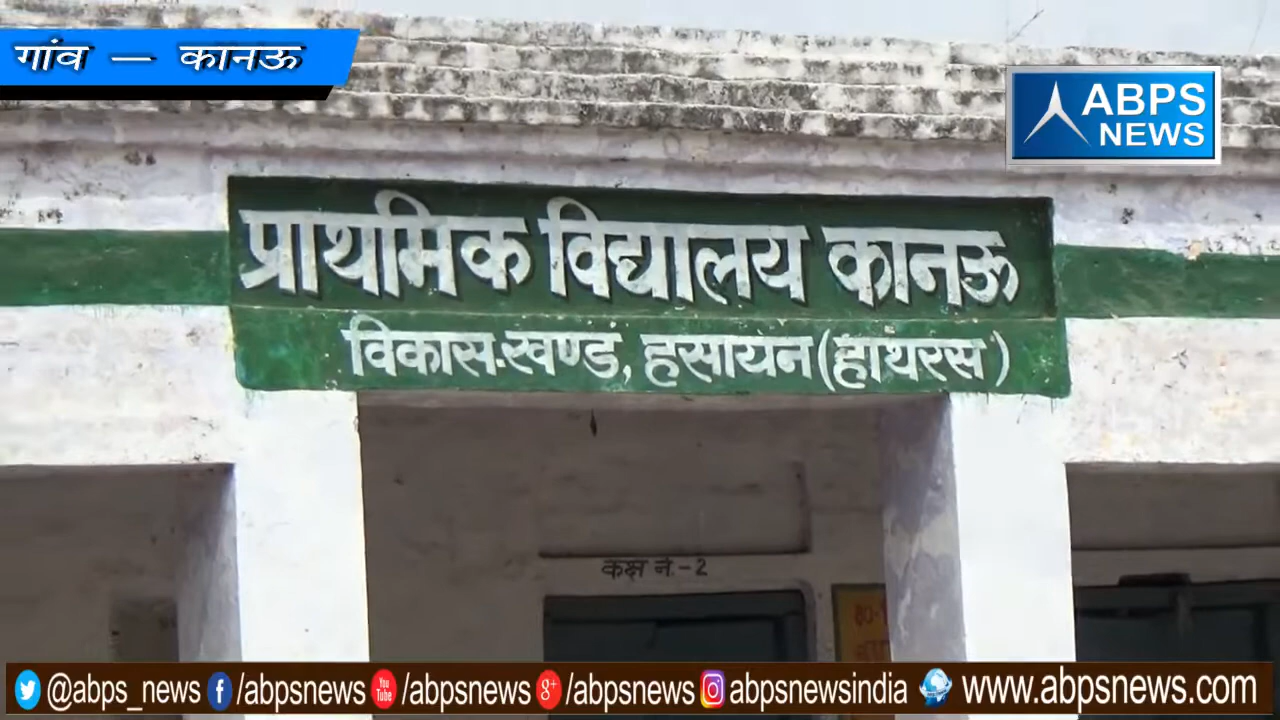 गांव — कानऊ
ABPS
NEWS
प्राथमिक विद्यालय कानऊ
विकास-खण्ड, हसायन (हाथरस)
कक्ष नं.-2
@abps_news /abpsnews /abpsnews /abpsnews abpsnewsindia www.abpsnews.com